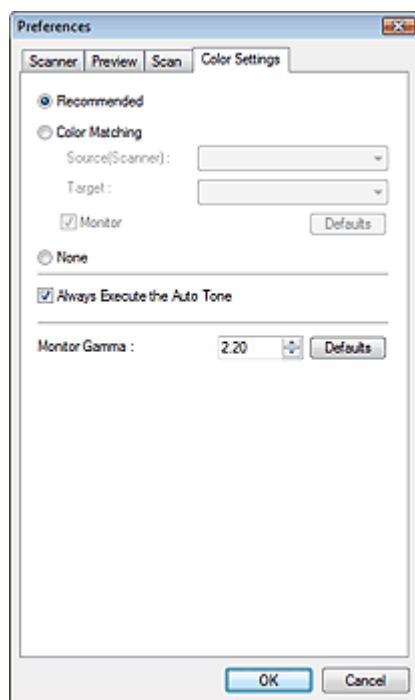 Preferences
Scanner Preview Scan Color Settings
Recommended
Color Matching
Source(Scanner) :
Target :
Monitor Defaults
None
Always Execute the Auto Tone
Monitor Gamma : 2.20 Defaults
OK Cancel